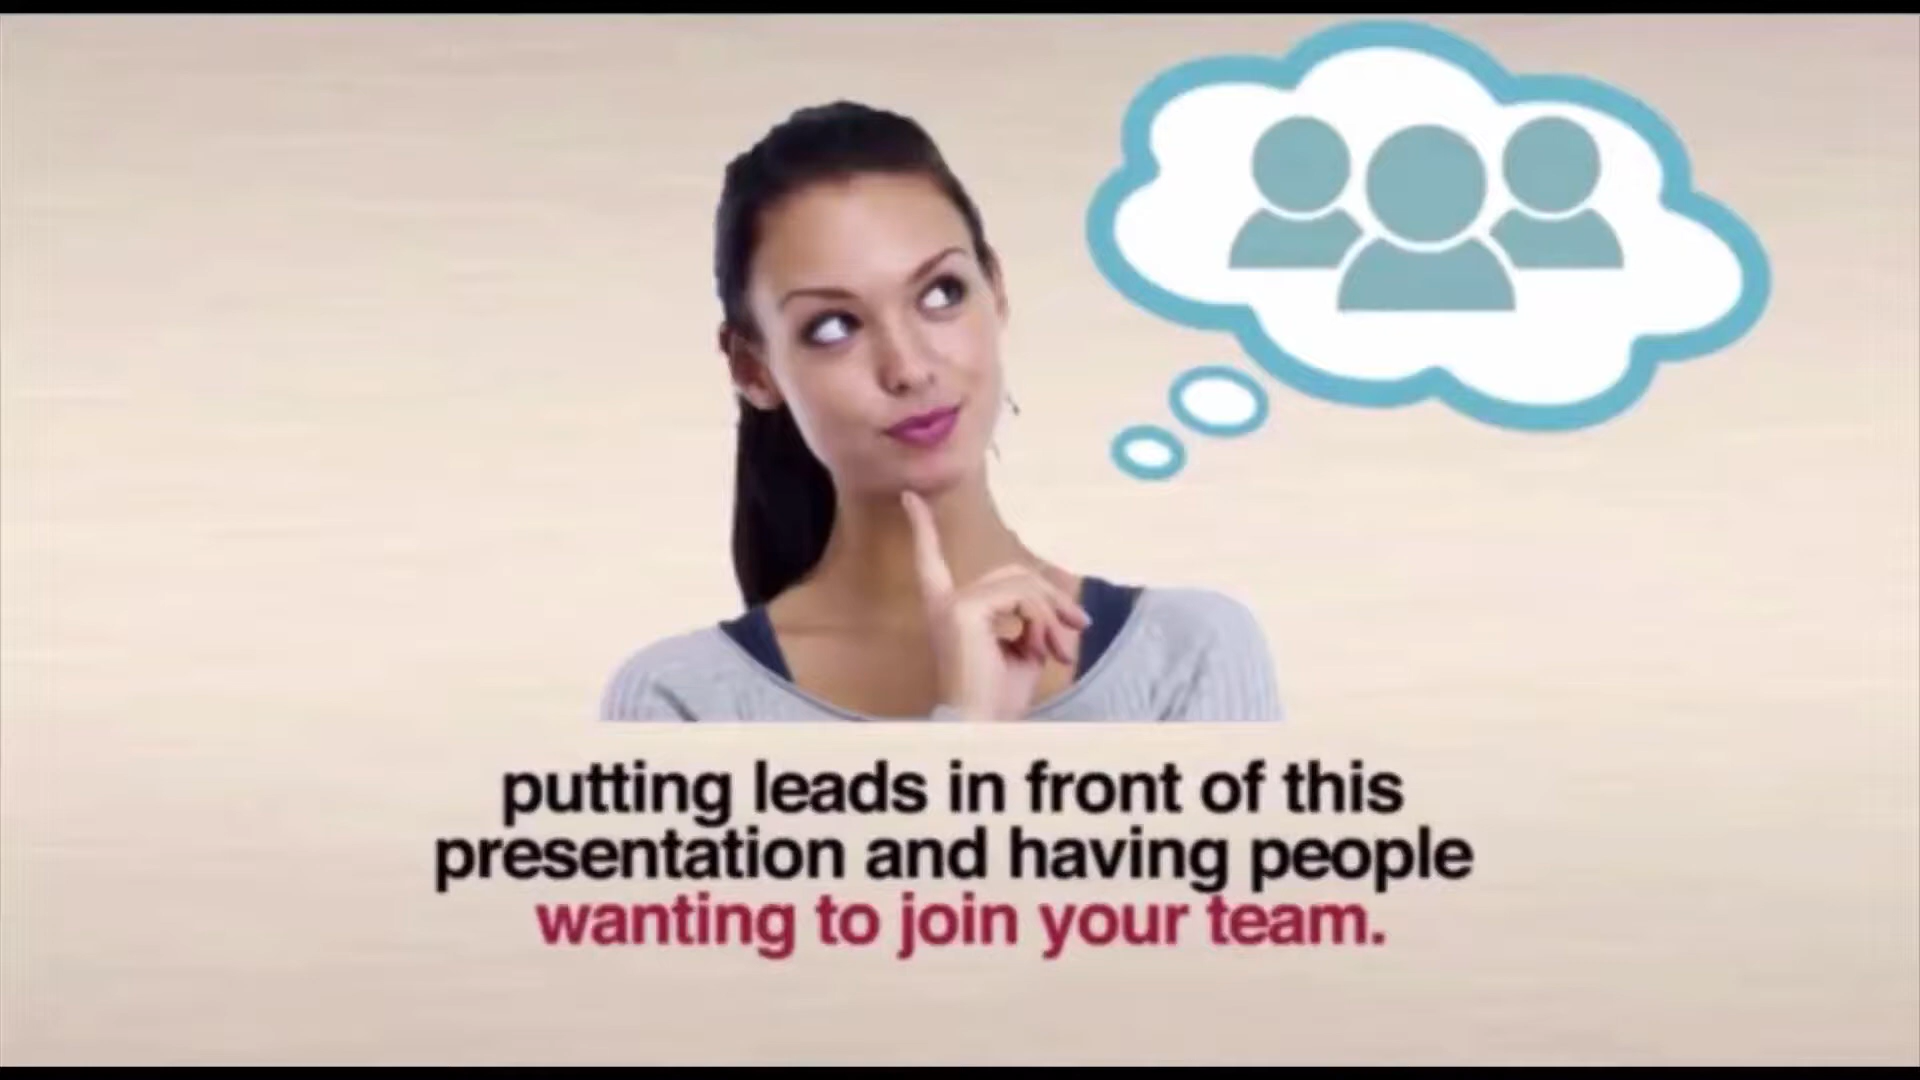 putting leads in front of this
presentation and having people
wanting to join your team.